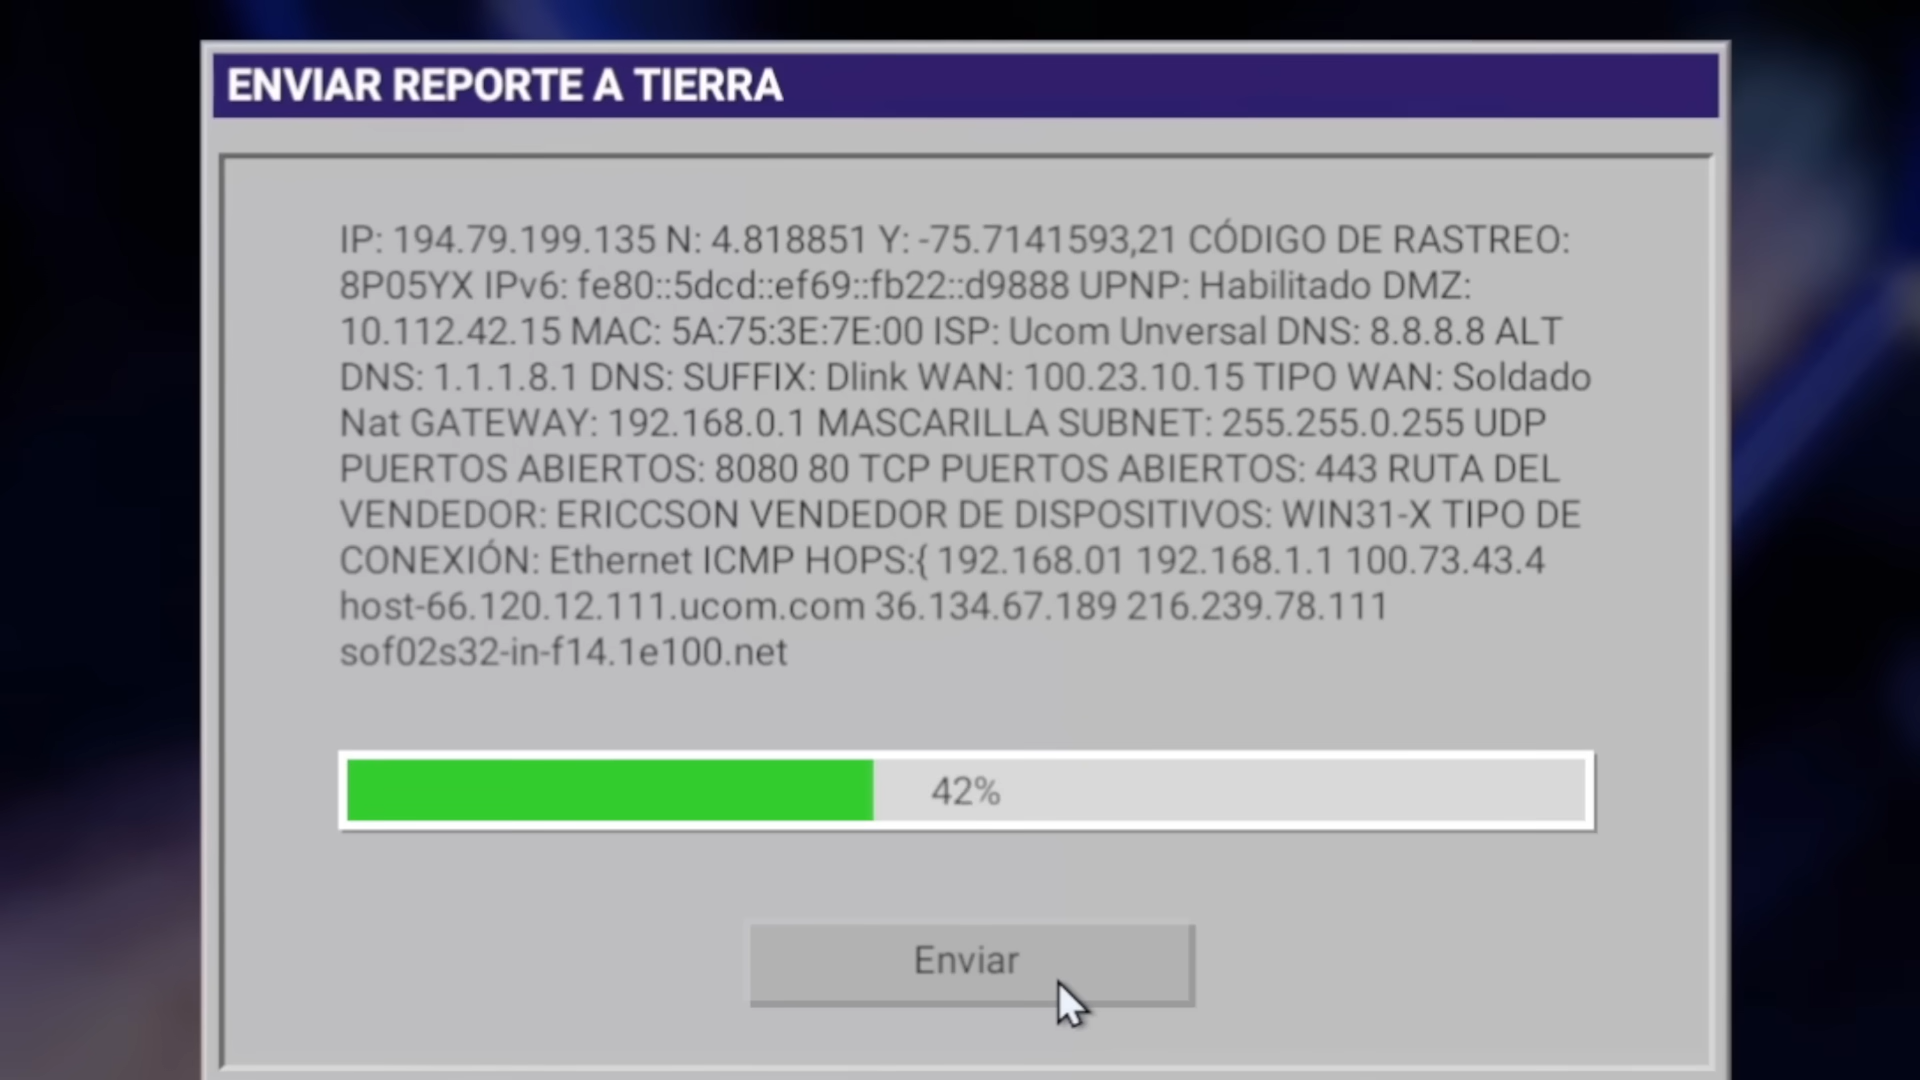 ENVIAR REPORTE A TIERRA
IP: 194.79.199.135 N: 4.818851 Y: -75.7141593,21 CÓDIGO DE RASTREO:
8P05YX IPv6: fe80::5dcd::ef69::fb22::d9888 UPNP: Habilitado DMZ:
10.112.42.15 MAC: 5A:75:3E:7E:00 ISP: Ucom Unversal DNS: 8.8.8.8 ALT
DNS: 1.1.1.8.1 DNS: SUFFIX: Dlink WAN: 100.23.10.15 TIPO WAN: Soldado
Nat GATEWAY: 192.168.0.1 MASCARILLA SUBNET: 255.255.0.255 UDP
PUERTOS ABIERTOS: 8080 80 TCP PUERTOS ABIERTOS: 443 RUTA DEL
VENDEDOR: ERICCSON VENDEDOR DE DISPOSITIVOS: WIN31-X TIPO DE
CONEXIÓN: Ethernet ICMP HOPS:{ 192.168.01 192.168.1.1 100.73.43.4
host-66.120.12.111.ucom.com 36.134.67.189 216.239.78.111
sof02s32-in-f14.1e100.net
42%
Enviar